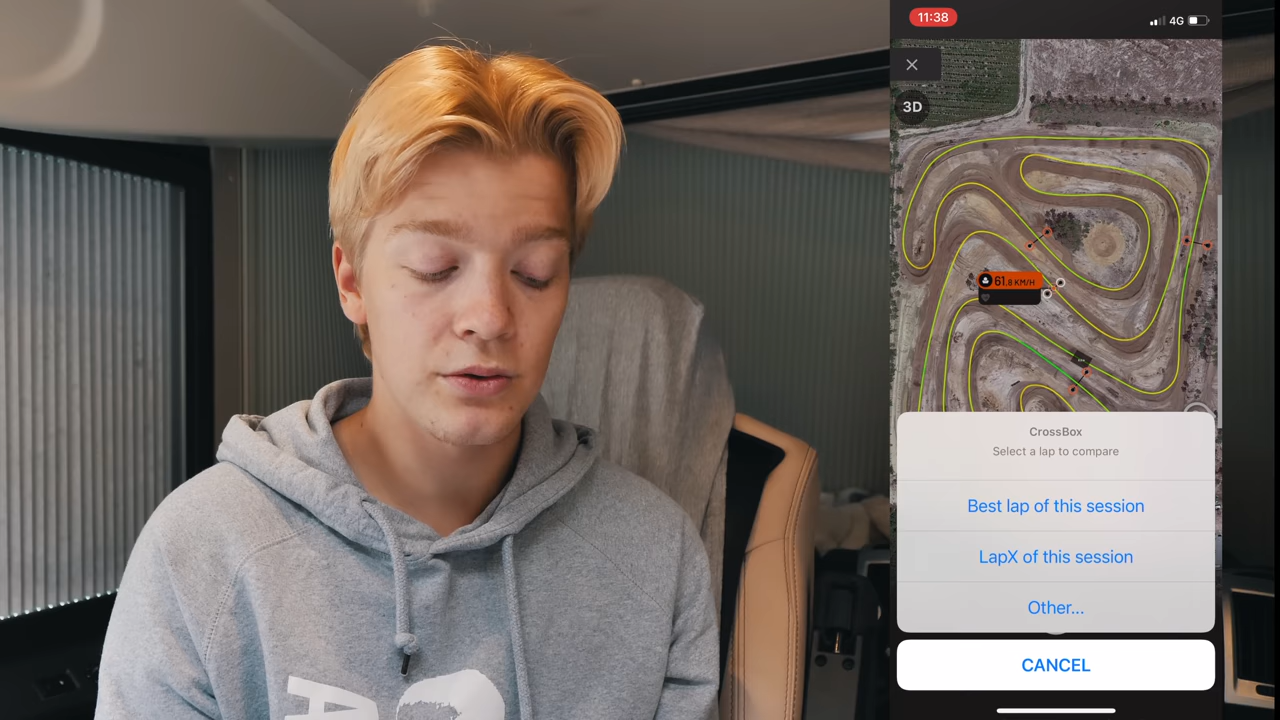 11:38
4G
3D
61.8 KM/H
CrossBox
Select a lap to compare
Best lap of this session
LapX of this session
Other...
CANCEL
A